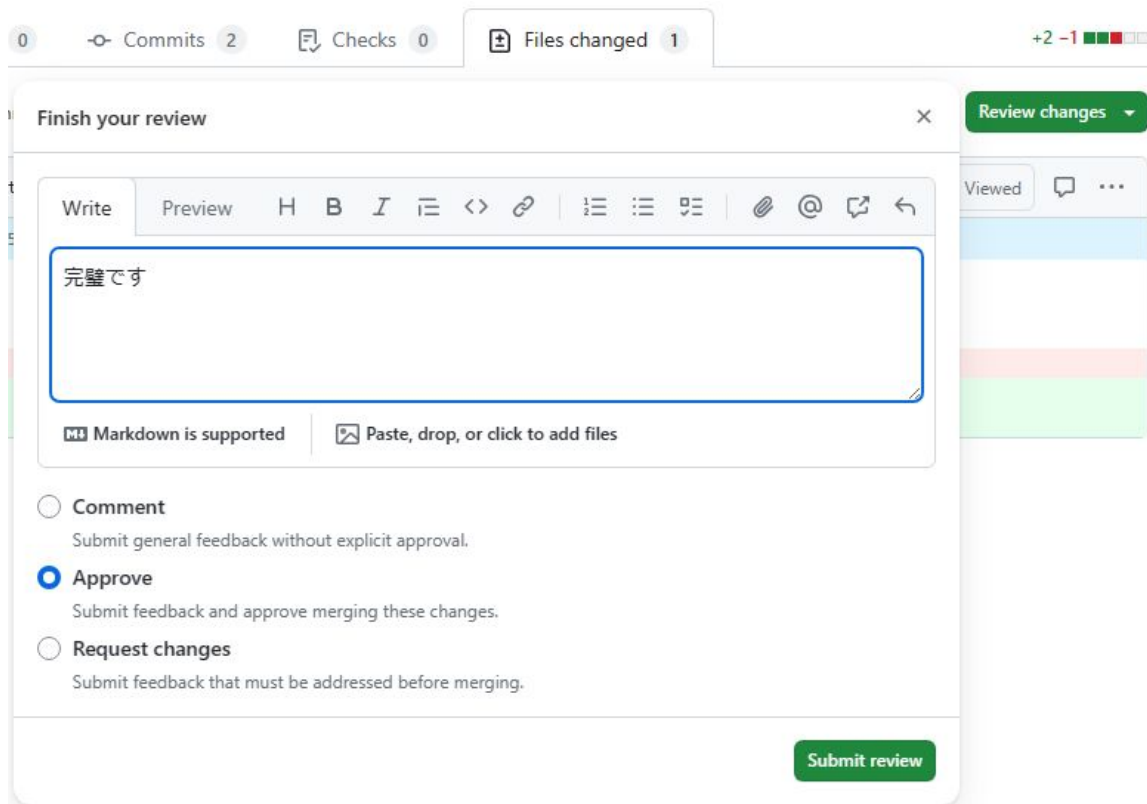 0 Commits 2 Checks 0 Files changed 1 +2 −1
Finish your review
Review changes
Write Preview H B I
Viewed
完璧です
Markdown is supported Paste, drop, or click to add files
Comment
Submit general feedback without explicit approval.
Approve
Submit feedback and approve merging these changes.
Request changes
Submit feedback that must be addressed before merging.
Submit review